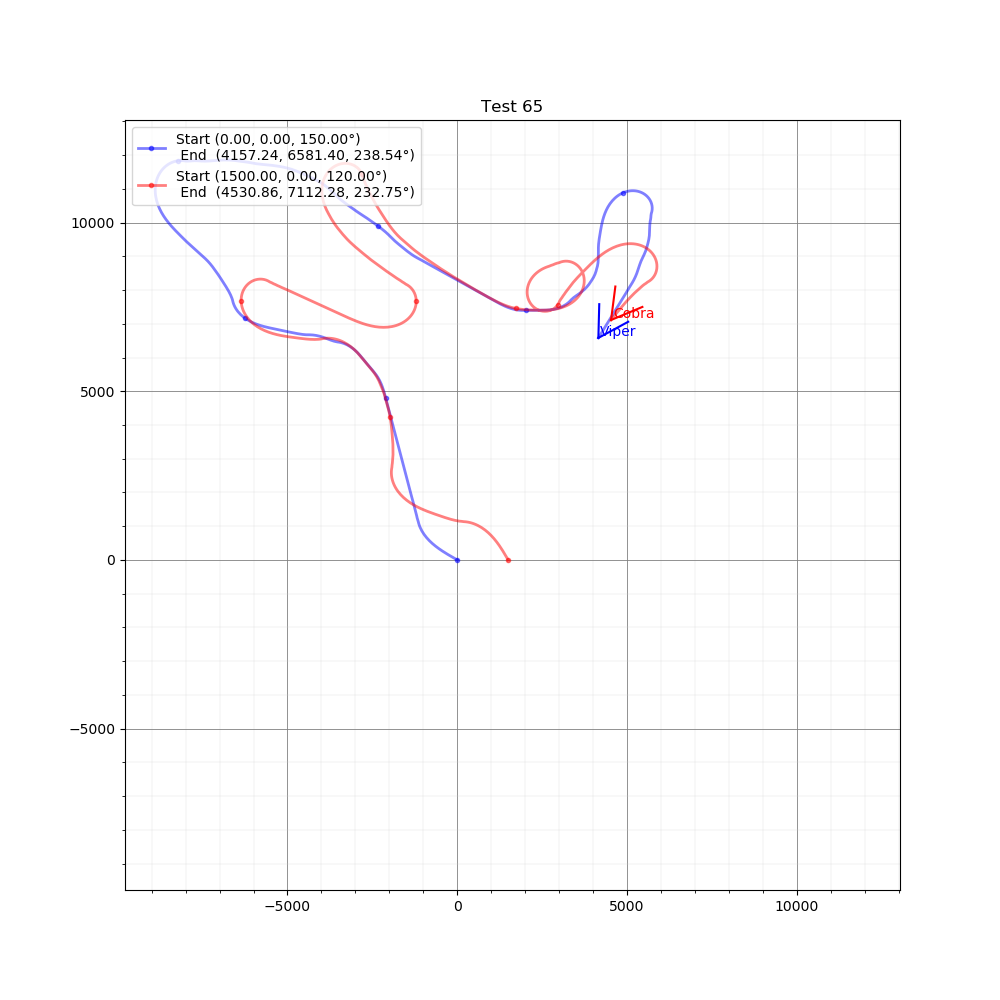 Test 65
Start (0.00, 0.00, 150.00°)
End  (4157.24, 6581.40, 238.54°)
Start (1500.00, 0.00, 120.00°)
End  (4530.86, 7112.28, 232.75°)
10000
5000
0
−5000
−5000
0
5000
10000
Cobra
Viper